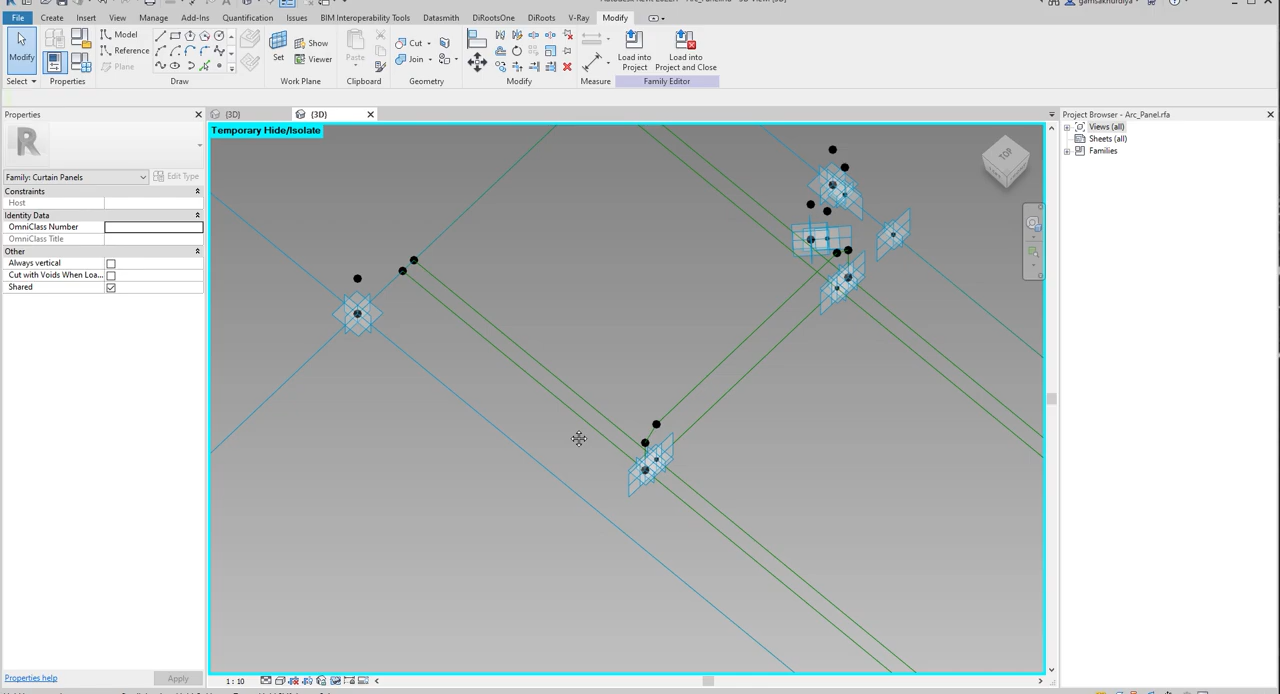 gamsakhurdiya
File Create Insert View Manage Add-Ins Quantification Issues BIM Interoperability Tools Datasmith DiRootsOne DiRoots V-Ray Modify
Modify
Model
Reference
Plane
Set
Show
Viewer
Paste
Cut
Join
Load into
Project
Load into
Project and Close
Select Properties Draw Work Plane Clipboard Geometry Modify Measure Family Editor
Properties
(3D)
(3D)
Project Browser - Arc_Panel.rfa
Temporary Hide/Isolate
Views (all)
Sheets (all)
Families
TOP
R
Family: Curtain Panels
Edit Type
Constraints
Host
Identity Data
OmniClass Number
OmniClass Title
Other
Always vertical
Cut with Voids When Loa...
Shared
Properties help
Apply
1 : 10